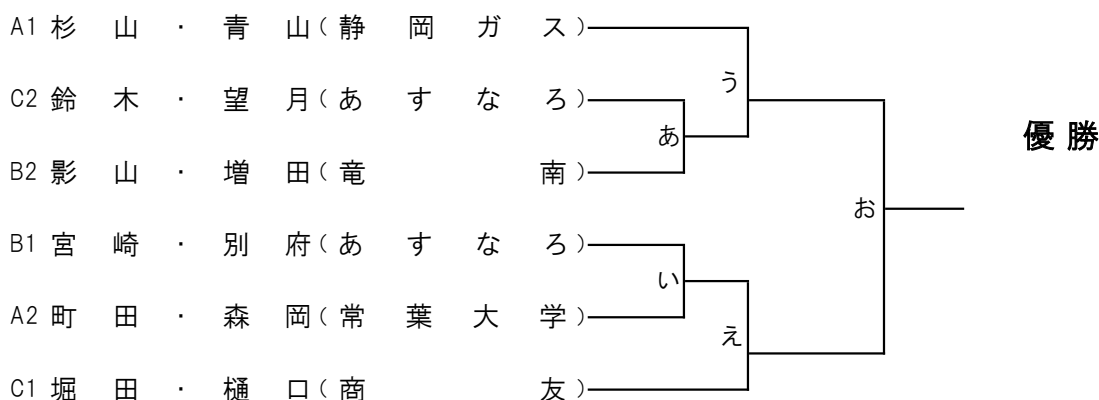 A1 杉山・青山(静岡ガス)
う
C2 鈴木・望月(あすなろ)
あ
優勝
B2 影山・増田(竜南)
お
B1 宮崎・別府(あすなろ)
い
A2 町田・森岡(常葉大学)
え
C1 堀田・樋口(商友)